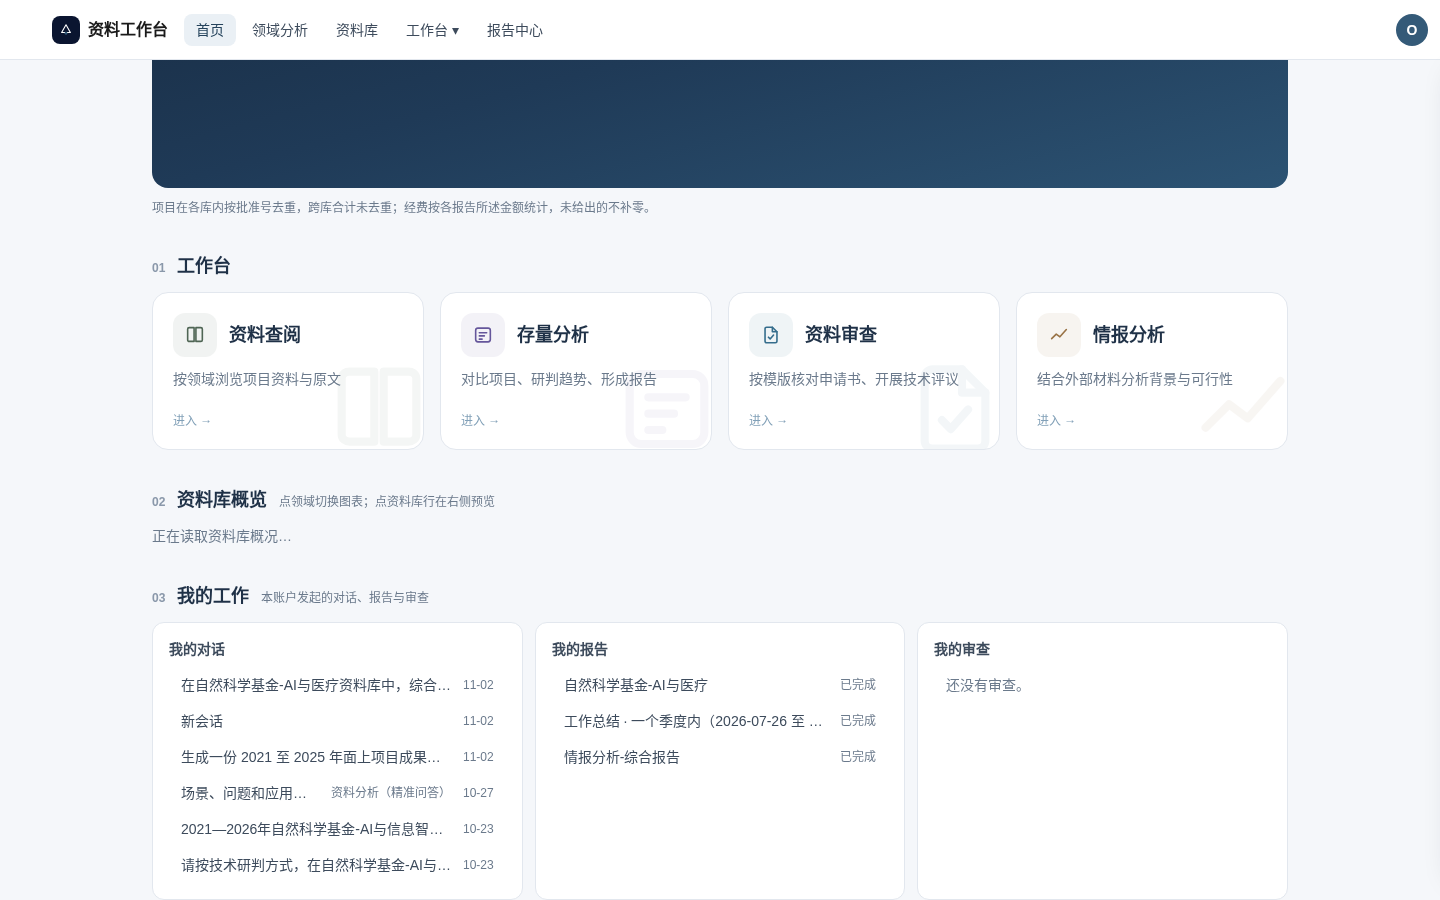 资料工作台
首页
领域分析
资料库
工作台 ▾
报告中心
O
项目在各库内按批准号去重，跨库合计未去重；经费按各报告所述金额统计，未给出的不补零。
01 工作台
资料查阅
按领域浏览项目资料与原文
进入 →
存量分析
对比项目、研判趋势、形成报告
进入 →
资料审查
按模版核对申请书、开展技术评议
进入 →
情报分析
结合外部材料分析背景与可行性
进入 →
02 资料库概览 点领域切换图表；点资料库行在右侧预览
正在读取资料库概况…
03 我的工作 本账户发起的对话、报告与审查
我的对话
在自然科学基金-AI与医疗资料库中，综合… 11-02
新会话 11-02
生成一份 2021 至 2025 年面上项目成果… 11-02
场景、问题和应用… 资料分析（精准问答） 10-27
2021—2026年自然科学基金-AI与信息智… 10-23
请按技术研判方式，在自然科学基金-AI与… 10-23
我的报告
自然科学基金-AI与医疗 已完成
工作总结 · 一个季度内（2026-07-26 至 … 已完成
情报分析-综合报告 已完成
我的审查
还没有审查。